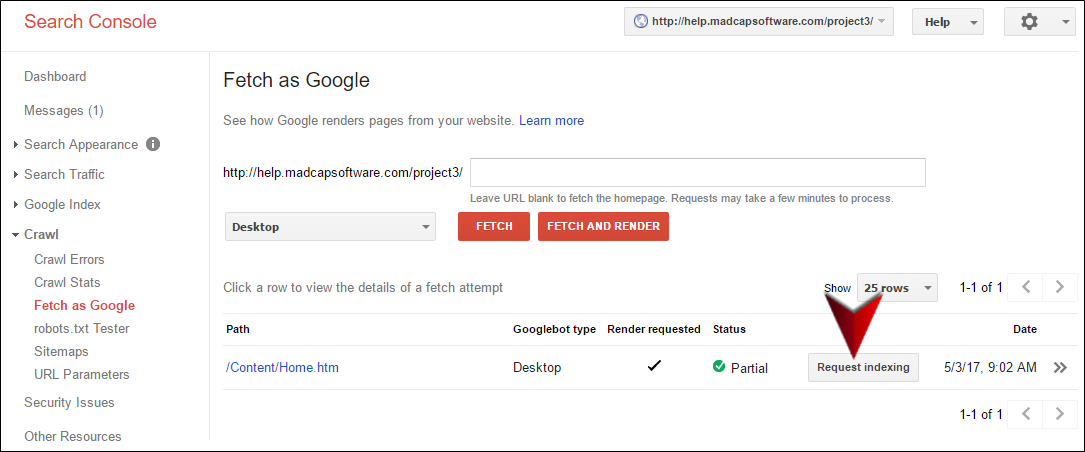 Search Console
http://help.madcapsoftware.com/project3/
Help
Dashboard
Messages (1)
Search Appearance
Search Traffic
Google Index
Crawl
Crawl Errors
Crawl Stats
Fetch as Google
robots.txt Tester
Sitemaps
URL Parameters
Security Issues
Other Resources
Fetch as Google
See how Google renders pages from your website. Learn more
http://help.madcapsoftware.com/project3/
Leave URL blank to fetch the homepage. Requests may take a few minutes to process.
Desktop FETCH FETCH AND RENDER
Click a row to view the details of a fetch attempt Show 25 rows 1-1 of 1
Path Googlebot type Render requested Status Date
/Content/Home.htm Desktop Partial Request indexing 5/3/17, 9:02 AM
1-1 of 1